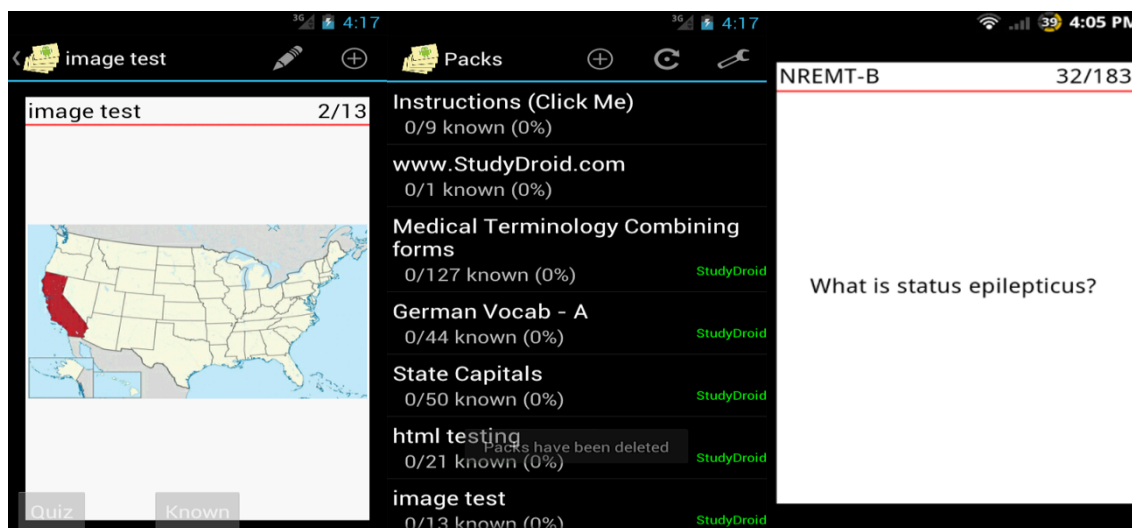 3G 4:17
image test
image test 2/13
Quiz Known
3G 4:17
Packs
Instructions (Click Me)
0/9 known (0%)
www.StudyDroid.com
0/1 known (0%)
Medical Terminology Combining
forms
0/127 known (0%) StudyDroid
German Vocab - A
0/44 known (0%) StudyDroid
State Capitals
0/50 known (0%) StudyDroid
html testing
Packs have been deleted
0/21 known (0%) StudyDroid
image test
0/13 known (0%) StudyDroid
39 4:05 PM
NREMT-B 32/183
What is status epilepticus?